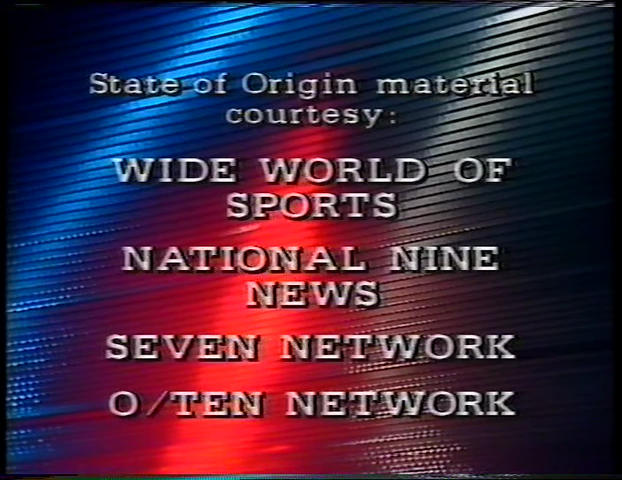 State of Origin material
courtesy:
WIDE WORLD OF
SPORTS
NATIONAL NINE
NEWS
SEVEN NETWORK
O/TEN NETWORK